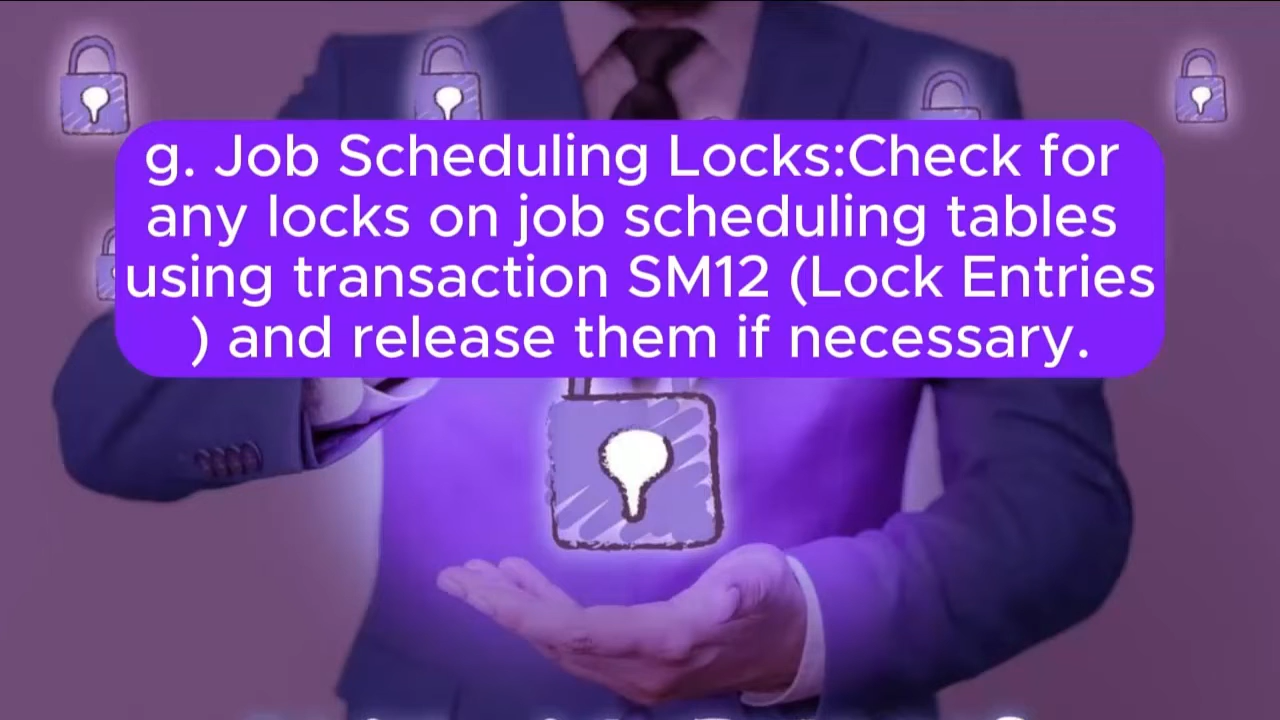 g. Job Scheduling Locks:Check for
any locks on job scheduling tables
using transaction SM12 (Lock Entries
) and release them if necessary.